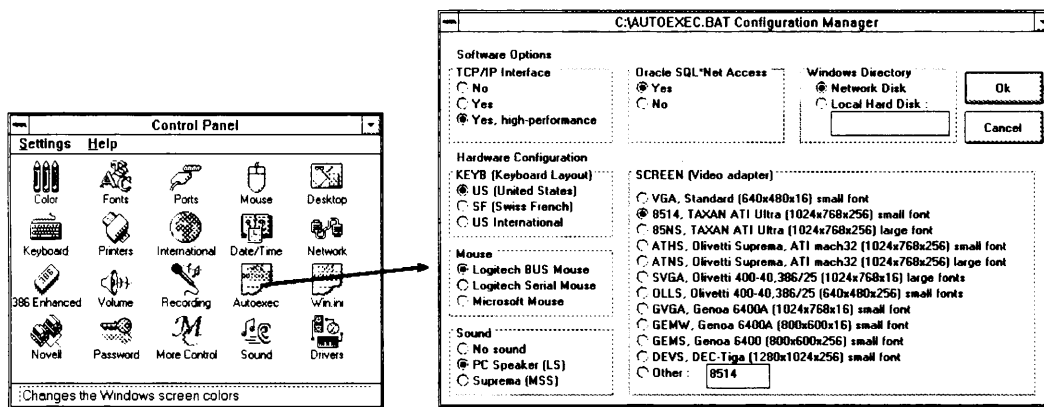 Control Panel
Settings Help
Color Fonts Ports Mouse Desktop
Keyboard Printers International Date/Time Network
386 Enhanced Volume Recording Autoexec Win.ini
Novell Password More Control Sound Drivers
Changes the Windows screen colors
C:\AUTOEXEC.BAT Configuration Manager
Software Options
TCP/IP Interface
No
Yes
Yes, high-performance
Oracle SQL*Net Access
Yes
No
Windows Directory
Network Disk
Local Hard Disk :
Ok
Cancel
Hardware Configuration
KEYB (Keyboard Layout)
US (United States)
SF (Swiss French)
US International
Mouse
Logitech BUS Mouse
Logitech Serial Mouse
Microsoft Mouse
Sound
No sound
PC Speaker (LS)
Suprema (MSS)
SCREEN (Video adapter)
VGA, Standard (640x480x16) small font
8514, TAXAN ATI Ultra (1024x768x256) small font
85NS, TAXAN ATI Ultra (1024x768x256) large font
ATHS, Olivetti Suprema, ATI mach32 (1024x768x256) small font
ATNS, Olivetti Suprema, ATI mach32 (1024x768x256) large font
SVGA, Olivetti 400-40,386/25 (1024x768x16) large fonts
OLLS, Olivetti 400-40,386/25 (640x480x256) small fonts
GVGA, Genoa 6400A (1024x768x16) small font
GEMW, Genoa 6400A (800x600x16) small font
GEMS, Genoa 6400 (800x600x256) small font
DEVS, DEC-Tiga (1280x1024x256) small font
Other : 8514